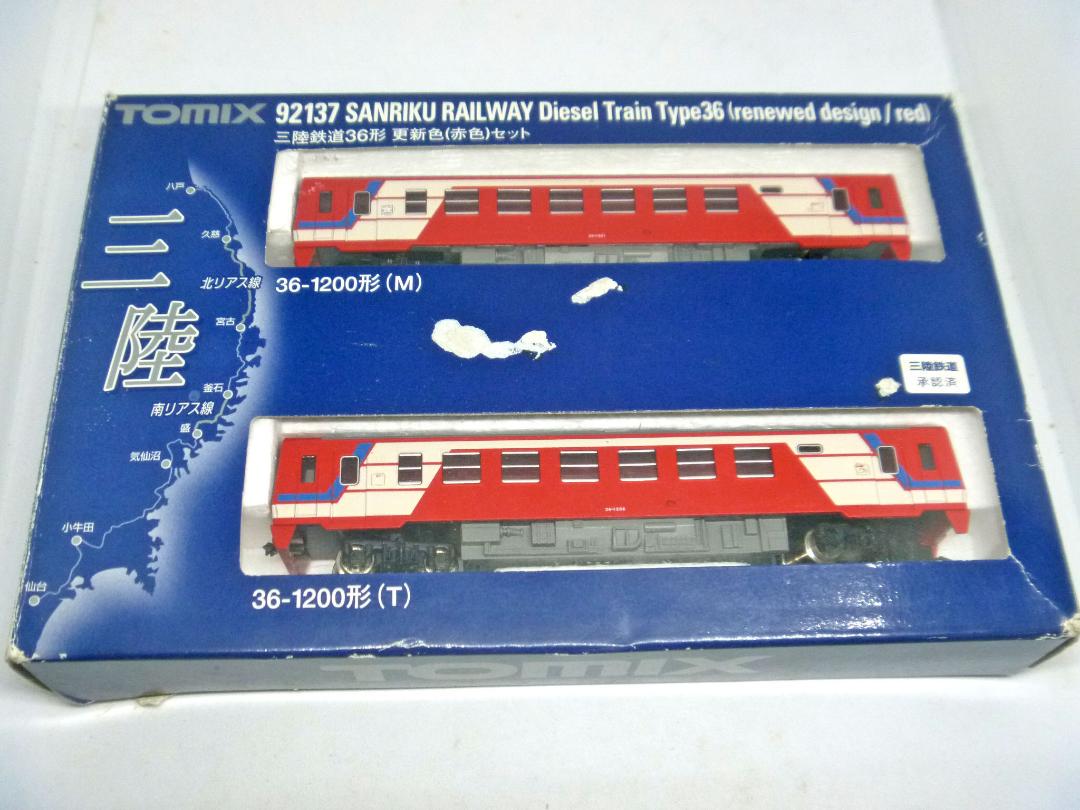 TOMIX 92137 SANRIKU RAILWAY Diesel Train Type36 (renewed design / red)
三陸鉄道36形 更新色(赤色)セット
三陸
八戸
久慈
北リアス線
宮古
釜石
南リアス線
盛
気仙沼
小牛田
仙台
36-1200形(M)
三陸鉄道
承認済
36-1200形(T)
TOMIX